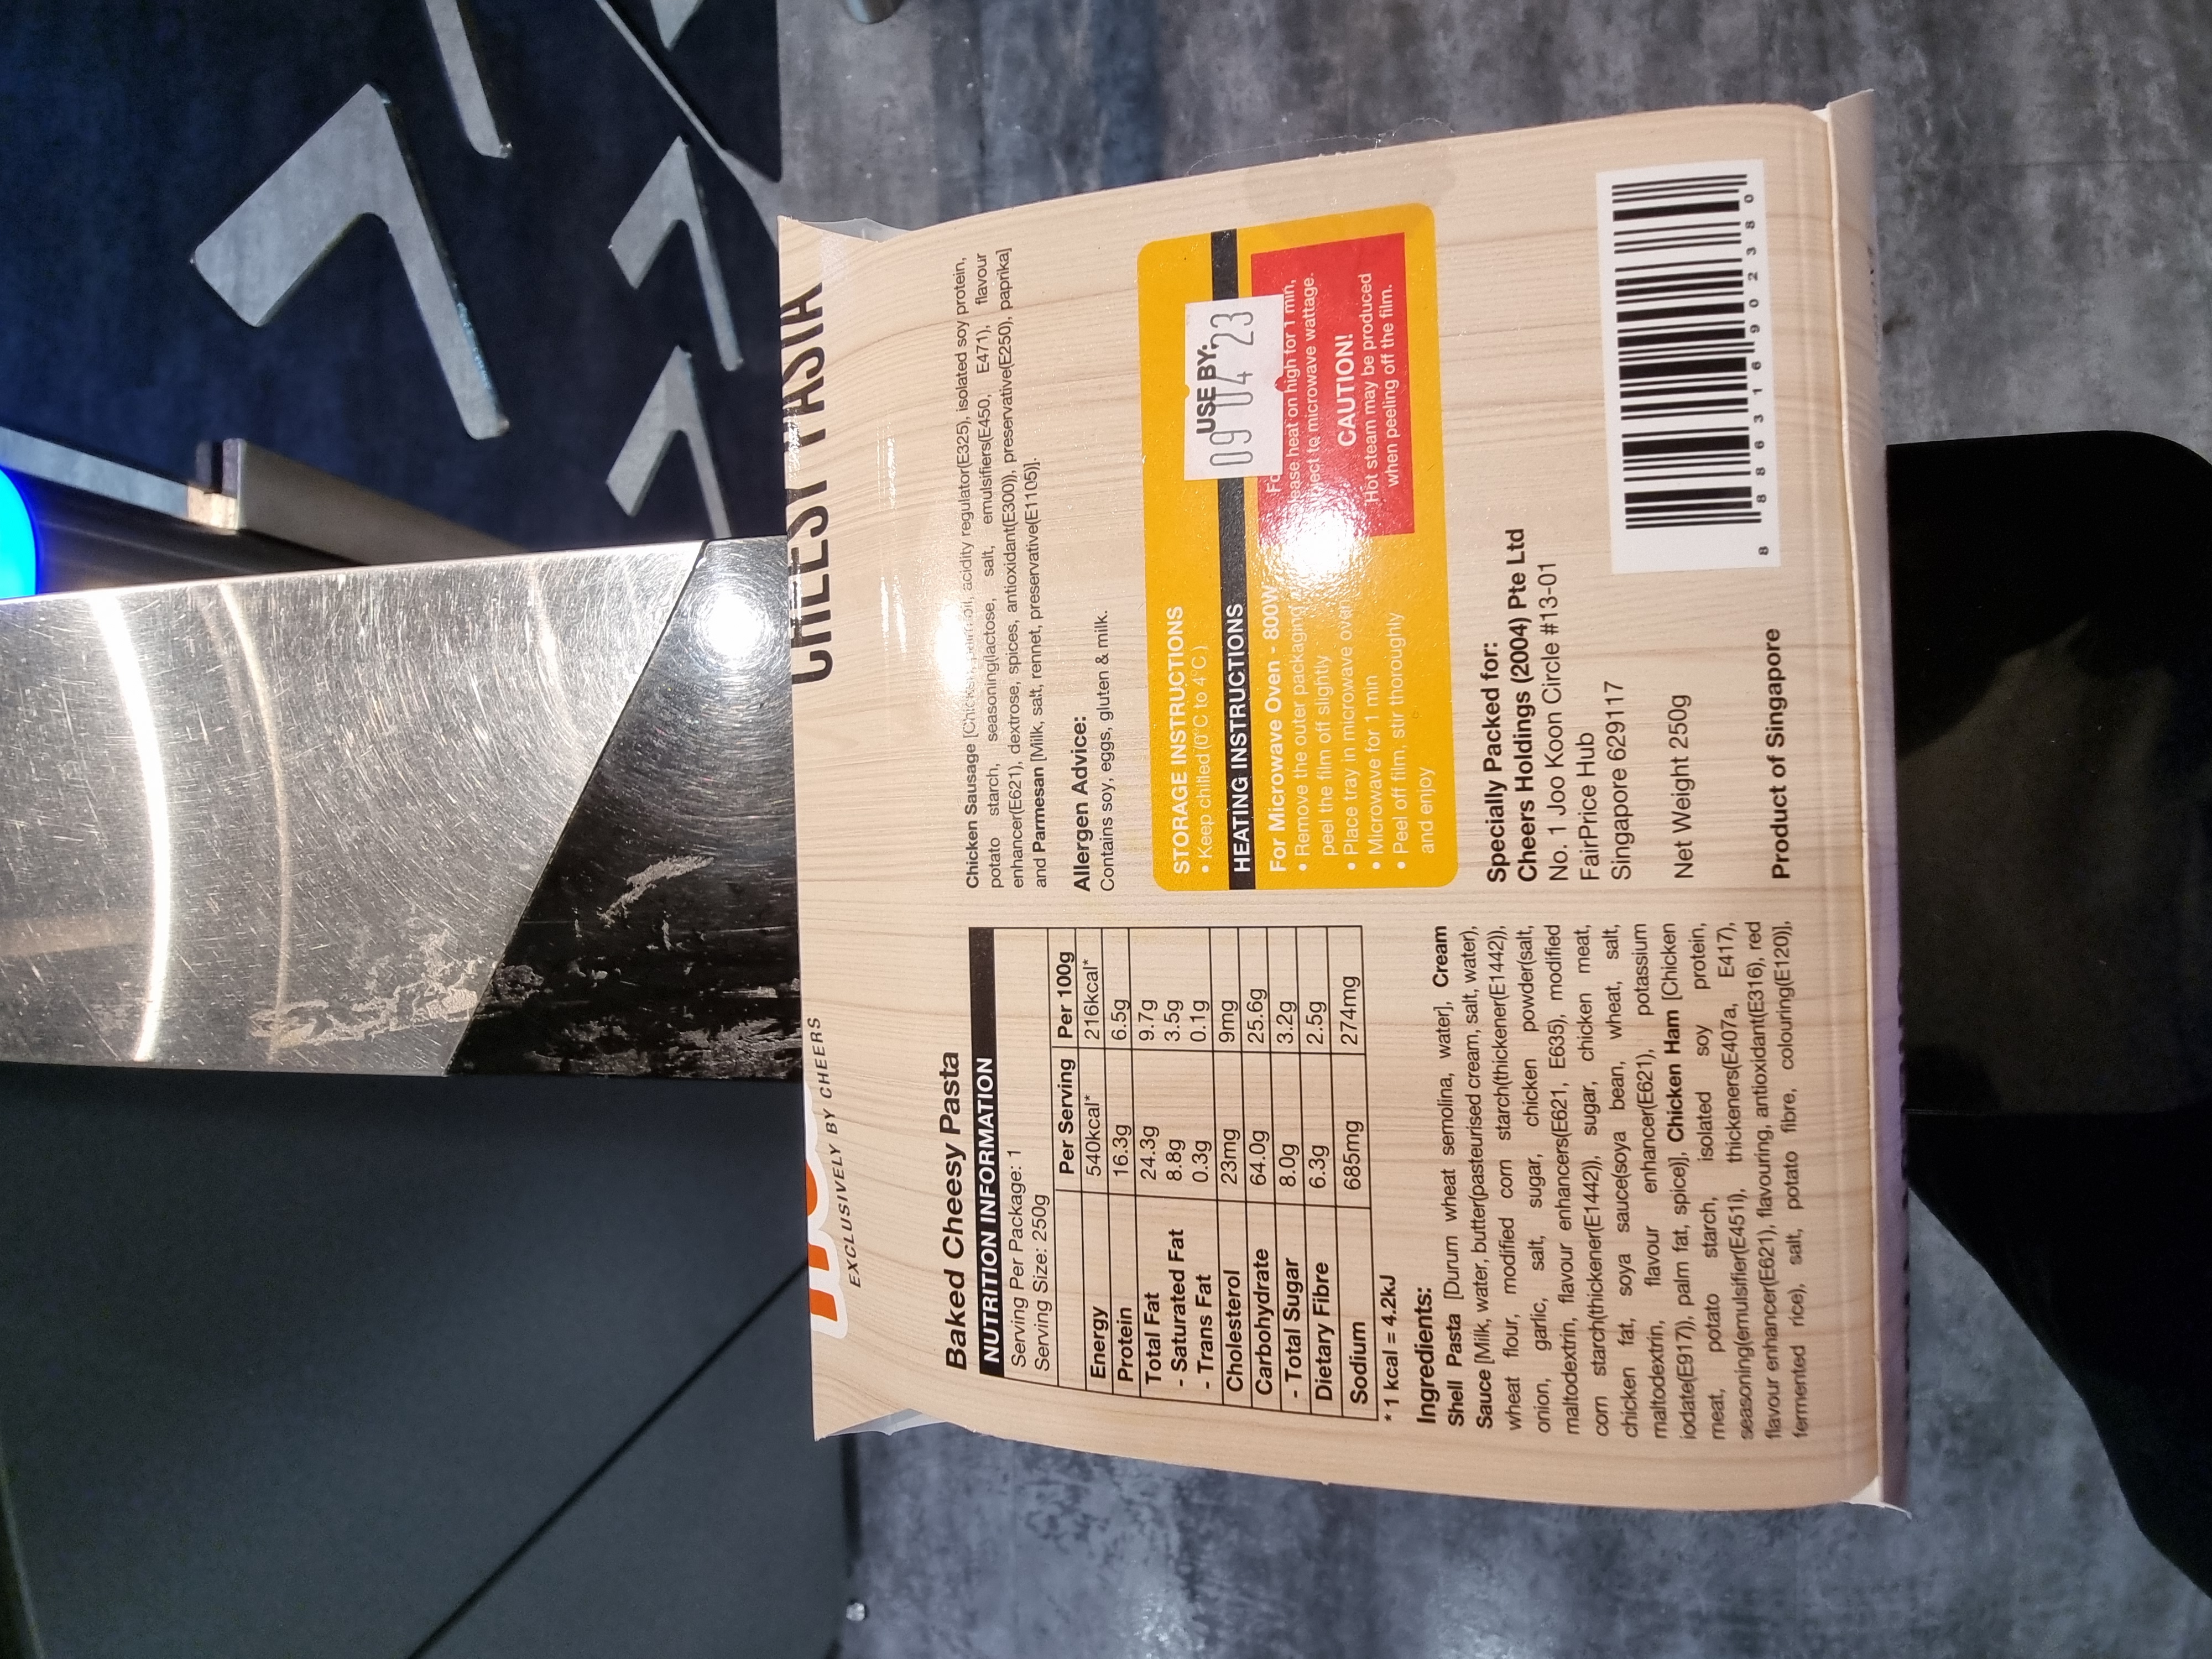 EXCLUSIVELY BY CHEERS
CHEESY PASTA
Baked Cheesy Pasta
NUTRITION INFORMATION
Serving Per Package: 1
Serving Size: 250g
Per Serving Per 100g
Energy 540kcal* 216kcal*
Protein 16.3g 6.5g
Total Fat 24.3g 9.7g
- Saturated Fat 8.8g 3.5g
- Trans Fat 0.3g 0.1g
Cholesterol 23mg 9mg
Carbohydrate 64.0g 25.6g
- Total Sugar 8.0g 3.2g
Dietary Fibre 6.3g 2.5g
Sodium 685mg 274mg
* 1 kcal = 4.2kJ
Ingredients:
Shell Pasta [Durum wheat semolina, water], Cream
Sauce [Milk, water, butter(pasteurised cream, salt, water),
wheat flour, modified corn starch(thickener(E1442)),
onion, garlic, salt, sugar, chicken powder(salt,
maltodextrin, flavour enhancers(E621, E635), modified
corn starch(thickener(E1442)), sugar, chicken meat,
chicken fat, soya sauce(soya bean, wheat, salt,
maltodextrin, flavour enhancer(E621), potassium
iodate(E917)), palm fat, spice)], Chicken Ham [Chicken
meat, potato starch, isolated soy protein,
seasoning(emulsifier(E451i), thickeners(E407a, E417),
flavour enhancer(E621), flavouring, antioxidant(E316), red
fermented rice), salt, potato fibre, colouring(E120)],
Chicken Sausage [Chicken, palm oil, acidity regulator(E325), isolated soy protein,
potato starch, seasoning(lactose, salt, emulsifiers(E450, E471), flavour
enhancer(E621), dextrose, spices, antioxidant(E300)), preservative(E250), paprika]
and Parmesan [Milk, salt, rennet, preservative(E1105)].
Allergen Advice:
Contains soy, eggs, gluten & milk.
STORAGE INSTRUCTIONS
• Keep chilled (0°C to 4°C)
USE BY:
09 04 23
HEATING INSTRUCTIONS
For Microwave Oven - 800W
• Remove the outer packaging
peel the film off slightly
• Place tray in microwave oven
• Microwave for 1 min
• Peel off film, stir thoroughly
and enjoy
heat on high for 1 min,
to microwave wattage.
CAUTION!
Hot steam may be produced
when peeling off the film.
Specially Packed for:
Cheers Holdings (2004) Pte Ltd
No. 1 Joo Koon Circle #13-01
FairPrice Hub
Singapore 629117
Net Weight 250g
Product of Singapore
8 886316 902380